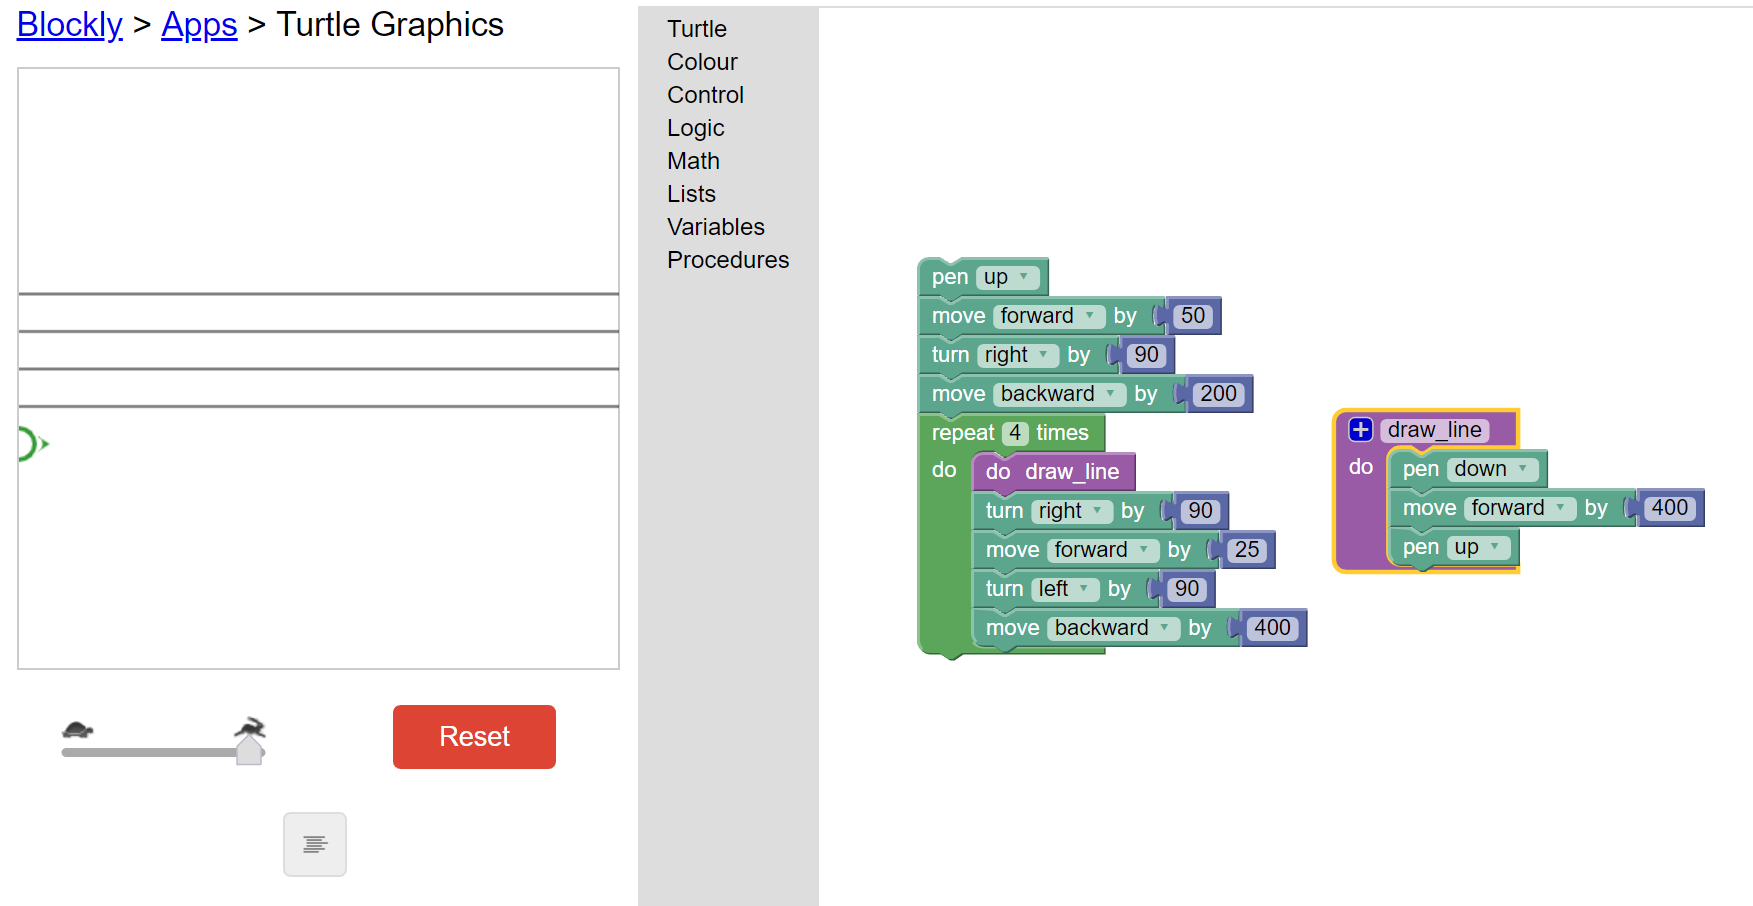 Blockly > Apps > Turtle Graphics
Reset
Turtle
Colour
Control
Logic
Math
Lists
Variables
Procedures
pen up
move forward by 50
turn right by 90
move backward by 200
repeat 4 times
do do draw_line
turn right by 90
move forward by 25
turn left by 90
move backward by 400
+ draw_line
do pen down
move forward by 400
pen up